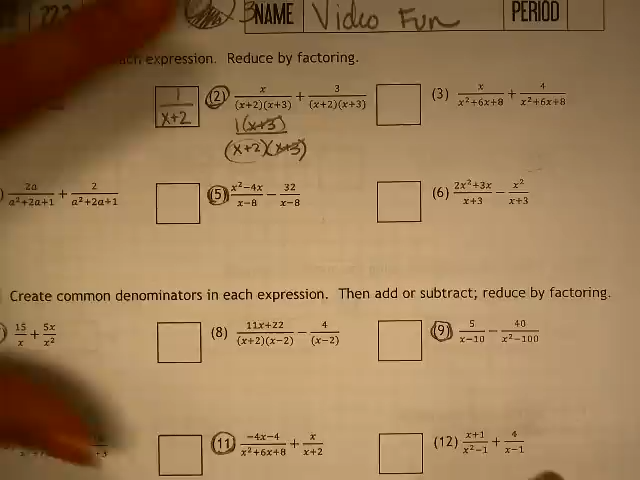 NAME Video Fun PERIOD
expression. Reduce by factoring.
1/(x+2) (2) x/((x+2)(x+3)) + 3/((x+2)(x+3)) (3) x/(x²+6x+8) + 4/(x²+6x+8)
1(x+3)
(x+2)(x+3)
2a/(a²+2a+1) + 2/(a²+2a+1) (5) (x²−4x)/(x−8) − 32/(x−8) (6) (2x²+3x)/(x+3) − x²/(x+3)
Create common denominators in each expression. Then add or subtract; reduce by factoring.
15/x + 5x/x² (8) (11x+22)/((x+2)(x−2)) − 4/(x−2) (9) 5/(x−10) − 40/(x²−100)
(11) (−4x−4)/(x²+6x+8) + x/(x+2) (12) (x+1)/(x²−1) + 4/(x−1)